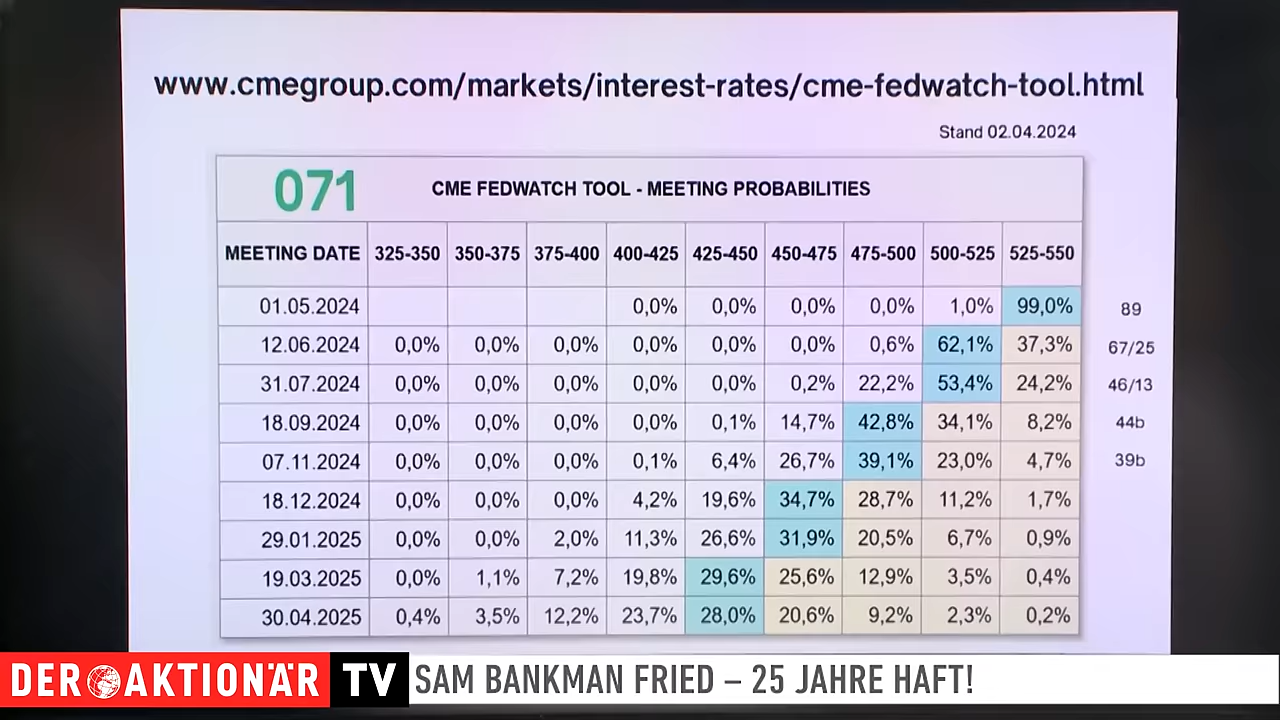 www.cmegroup.com/markets/interest-rates/cme-fedwatch-tool.html
Stand 02.04.2024
071 CME FEDWATCH TOOL - MEETING PROBABILITIES
MEETING DATE 325-350 350-375 375-400 400-425 425-450 450-475 475-500 500-525 525-550
01.05.2024 0,0% 0,0% 0,0% 0,0% 1,0% 99,0% 89
12.06.2024 0,0% 0,0% 0,0% 0,0% 0,0% 0,0% 0,6% 62,1% 37,3% 67/25
31.07.2024 0,0% 0,0% 0,0% 0,0% 0,0% 0,2% 22,2% 53,4% 24,2% 46/13
18.09.2024 0,0% 0,0% 0,0% 0,0% 0,1% 14,7% 42,8% 34,1% 8,2% 44b
07.11.2024 0,0% 0,0% 0,0% 0,1% 6,4% 26,7% 39,1% 23,0% 4,7% 39b
18.12.2024 0,0% 0,0% 0,0% 4,2% 19,6% 34,7% 28,7% 11,2% 1,7%
29.01.2025 0,0% 0,0% 2,0% 11,3% 26,6% 31,9% 20,5% 6,7% 0,9%
19.03.2025 0,0% 1,1% 7,2% 19,8% 29,6% 25,6% 12,9% 3,5% 0,4%
30.04.2025 0,4% 3,5% 12,2% 23,7% 28,0% 20,6% 9,2% 2,3% 0,2%
DER AKTIONÄR TV SAM BANKMAN FRIED – 25 JAHRE HAFT!